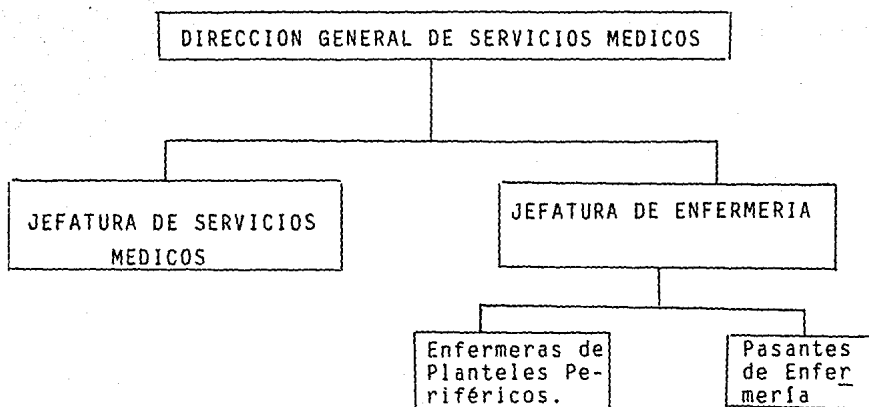 DIRECCION GENERAL DE SERVICIOS MEDICOS
JEFATURA DE SERVICIOS
MEDICOS
JEFATURA DE ENFERMERIA
Enfermeras de
Planteles Pe-
riféricos.
Pasantes
de Enfer
mería